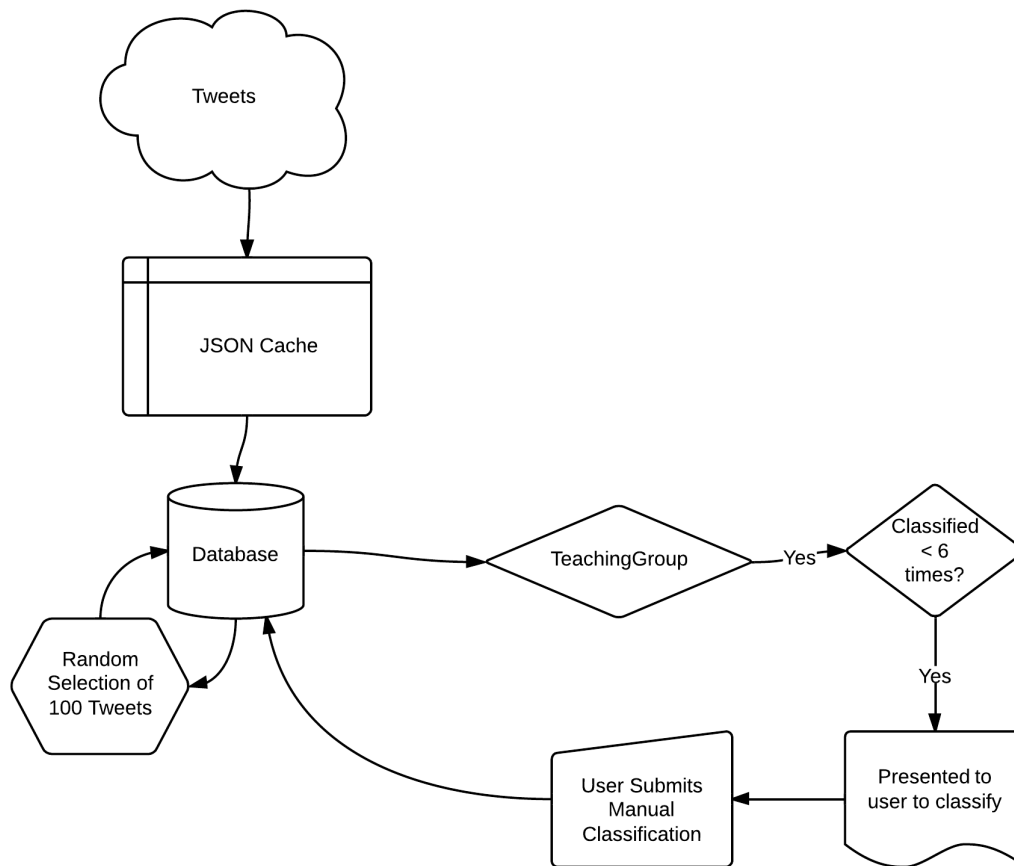 Tweets
JSON Cache
Database
TeachingGroup
Yes
Classified
< 6
times?
Random
Selection of
100 Tweets
Yes
User Submits
Manual
Classification
Presented to
user to classify